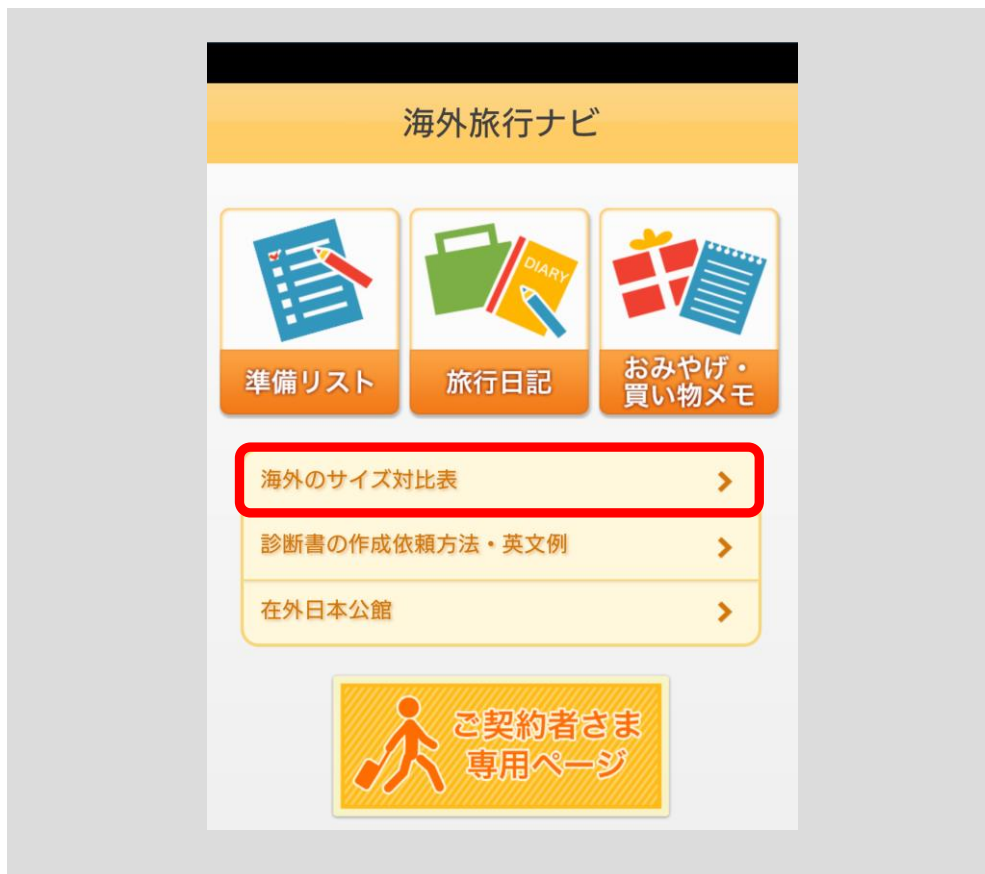 海外旅行ナビ
DIARY
準備リスト
旅行日記
おみやげ・
買い物メモ
海外のサイズ対比表
診断書の作成依頼方法・英文例
在外日本公館
ご契約者さま
専用ページ